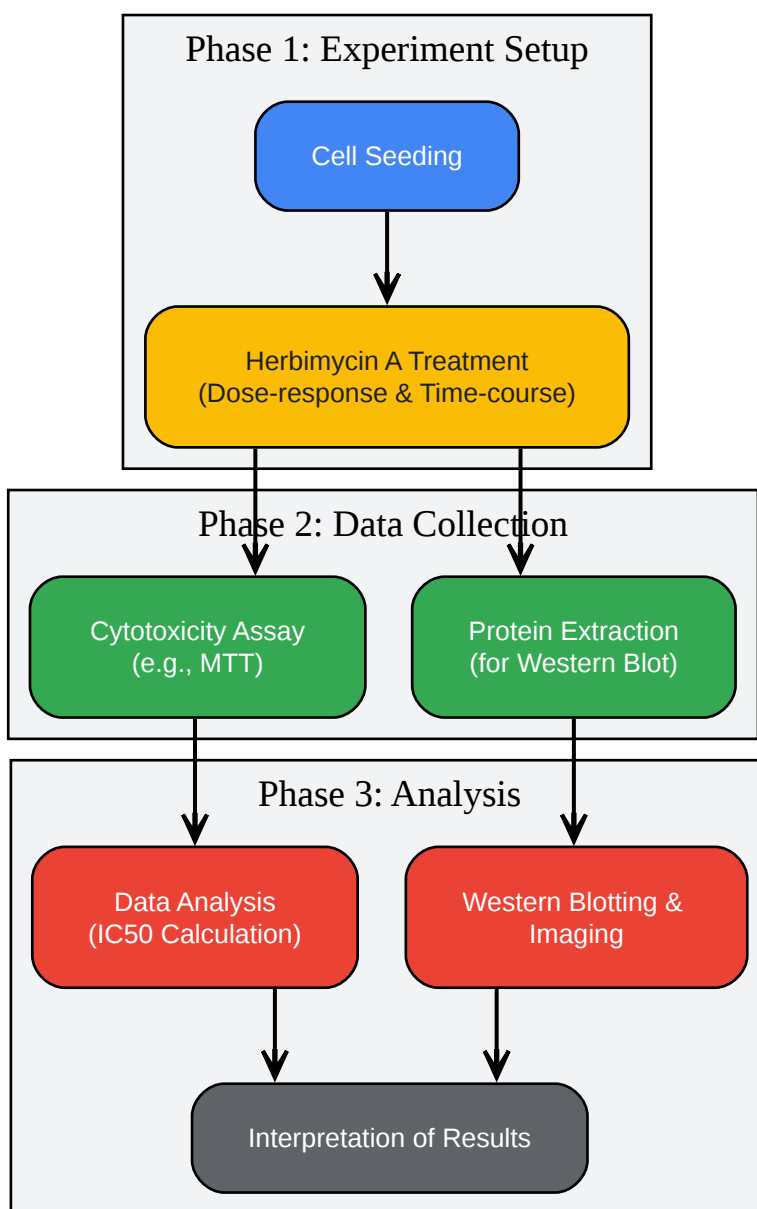 Phase 1: Experiment Setup
Cell Seeding
Herbimycin A Treatment
(Dose-response & Time-course)
Phase 2: Data Collection
Cytotoxicity Assay
(e.g., MTT)
Protein Extraction
(for Western Blot)
Phase 3: Analysis
Data Analysis
(IC50 Calculation)
Western Blotting &
Imaging
Interpretation of Results